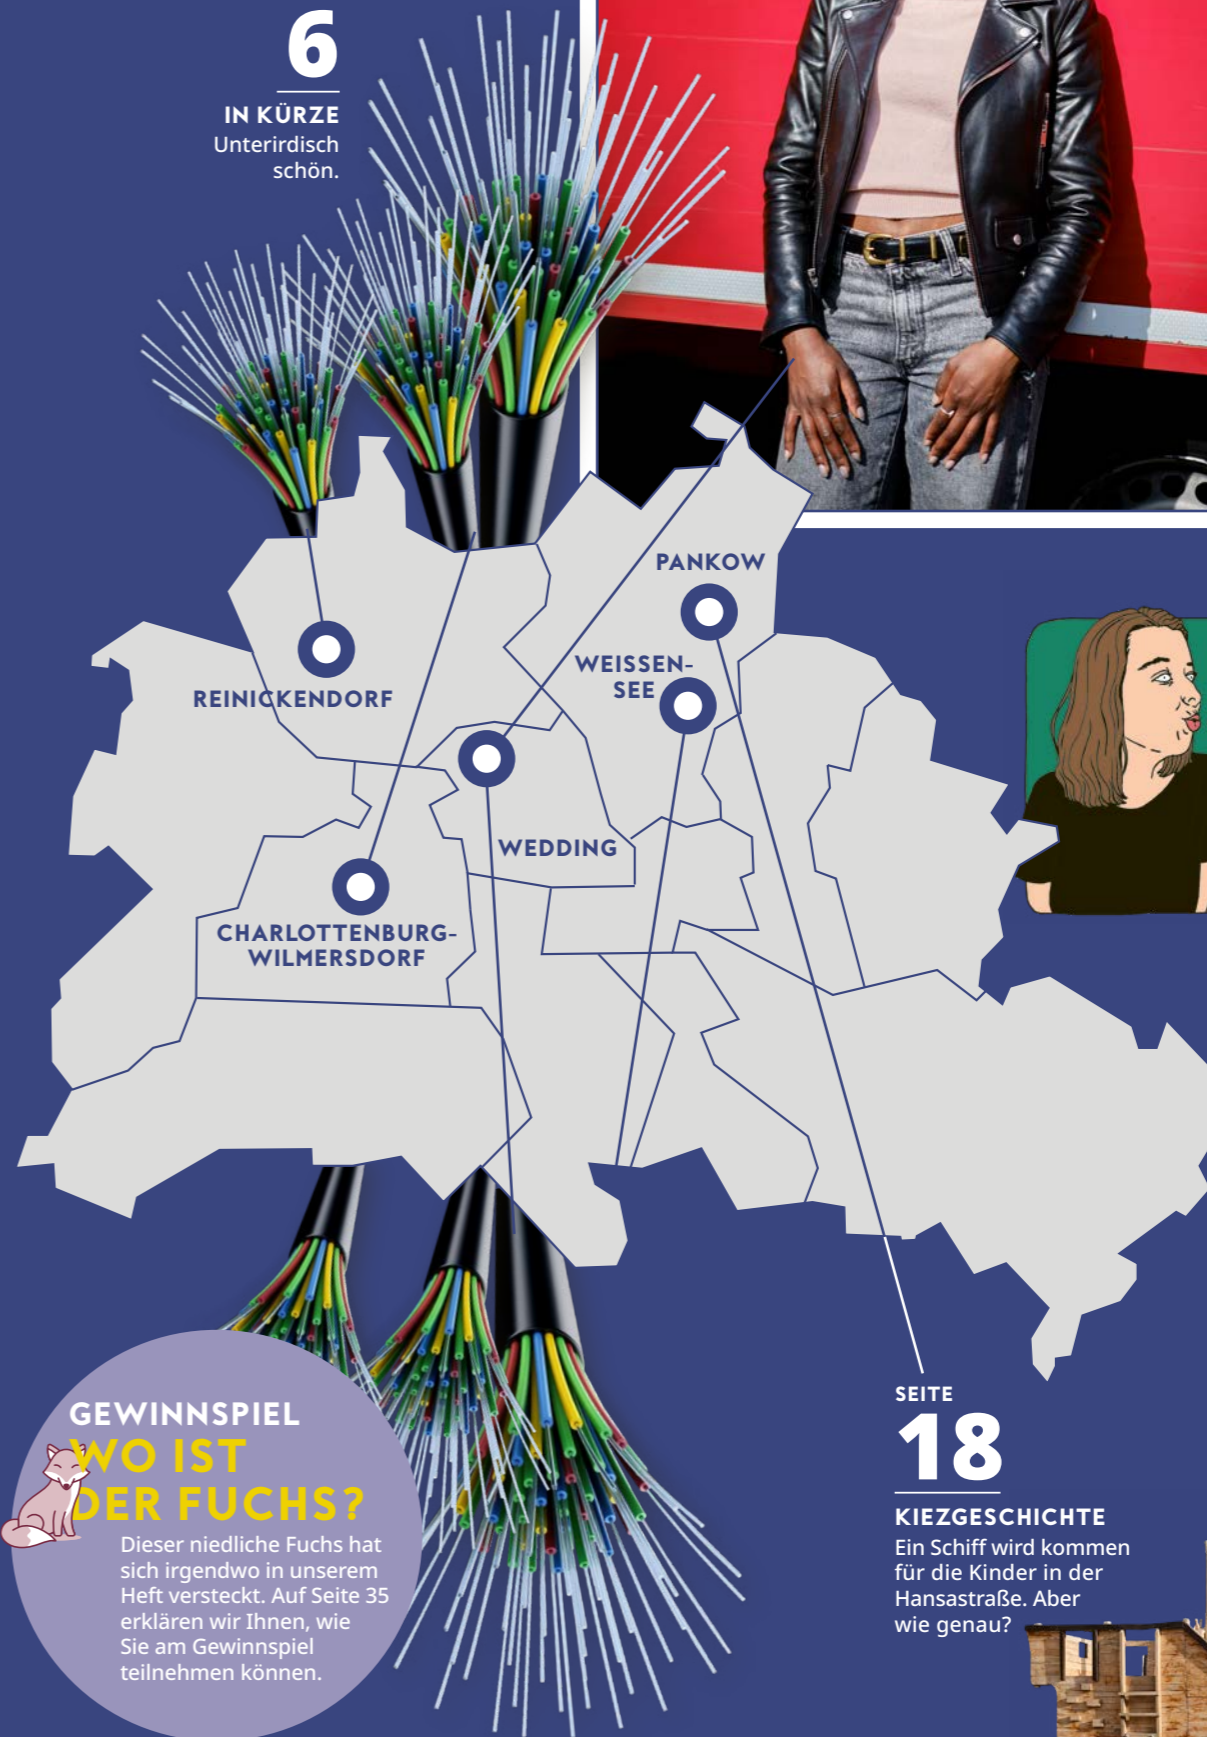 6
IN KÜRZE
Unterirdisch
schön.
PANKOW
WEISSEN-
SEE
REINICKENDORF
WEDDING
CHARLOTTENBURG-
WILMERSDORF
GEWINNSPIEL
WO IST
DER FUCHS?
Dieser niedliche Fuchs hat
sich irgendwo in unserem
Heft versteckt. Auf Seite 35
erklären wir Ihnen, wie
Sie am Gewinnspiel
teilnehmen können.
SEITE
18
KIEZGESCHICHTE
Ein Schiff wird kommen
für die Kinder in der
Hansastraße. Aber
wie genau?